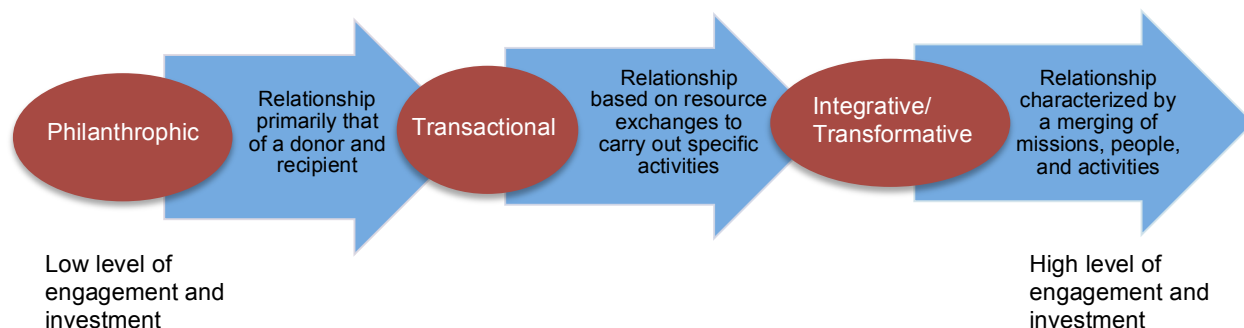 Philanthrophic
Relationship
primarily that
of a donor and
recipient
Transactional
Relationship
based on resource
exchanges to
carry out specific
activities
Integrative/
Transformative
Relationship
characterized by
a merging of
missions, people,
and activities
Low level of
engagement and
investment
High level of
engagement and
investment